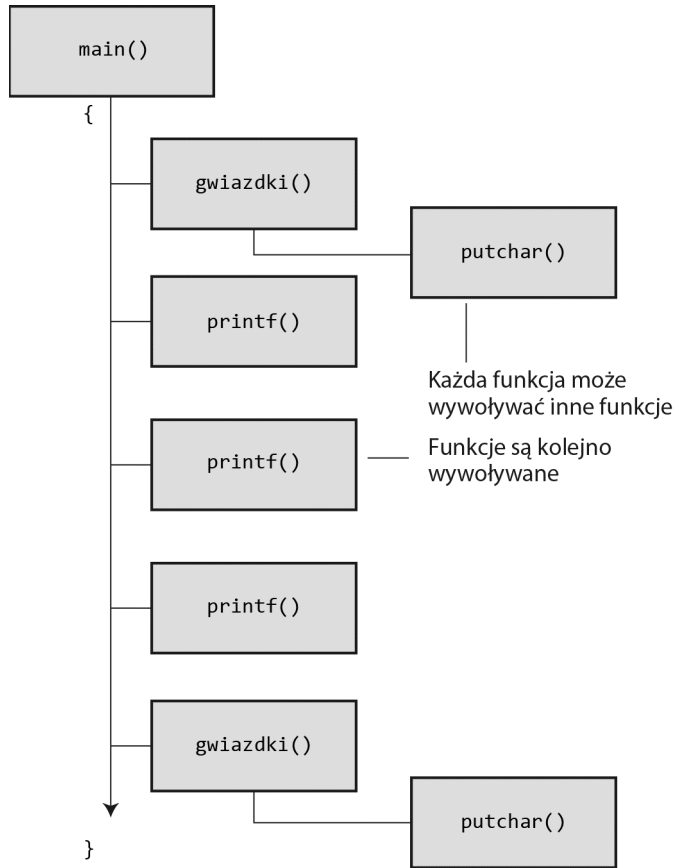 main()
{
gwiazdki()
putchar()
printf()
Każda funkcja może
wywoływać inne funkcje
printf()
Funkcje są kolejno
wywoływane
printf()
gwiazdki()
putchar()
}